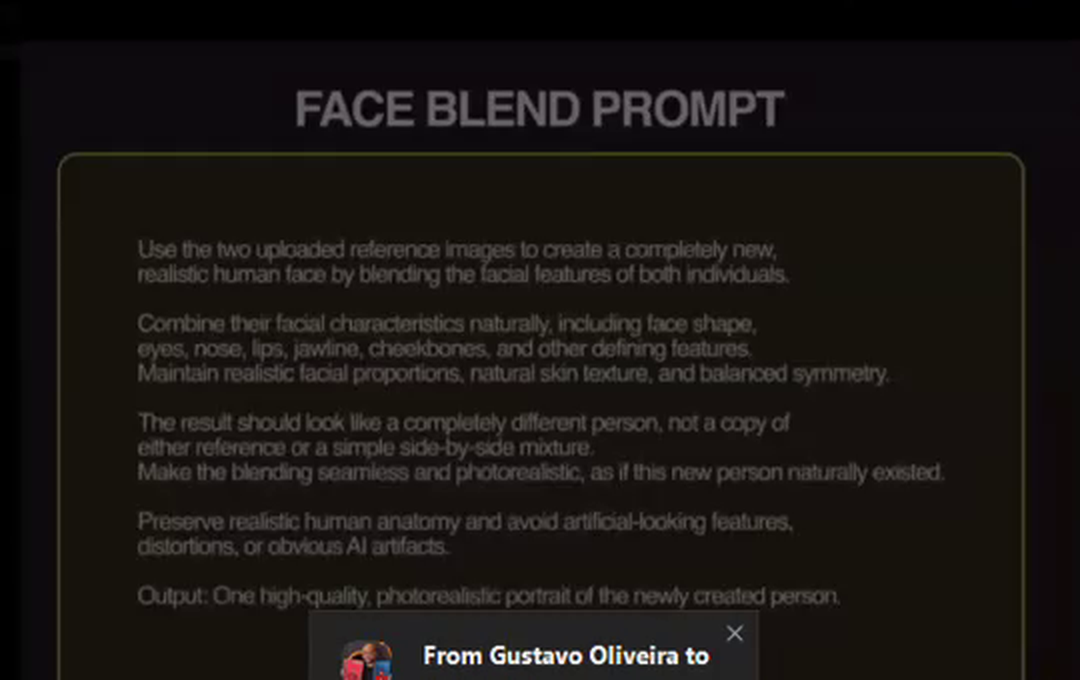 FACE BLEND PROMPT
Use the two uploaded reference images to create a completely new,
realistic human face by blending the facial features of both individuals.
Combine their facial characteristics naturally, including face shape,
eyes, nose, lips, jawline, cheekbones, and other defining features.
Maintain realistic facial proportions, natural skin texture, and balanced symmetry.
The result should look like a completely different person, not a copy of
either reference or a simple side-by-side mixture.
Make the blending seamless and photorealistic, as if this new person naturally existed.
Preserve realistic human anatomy and avoid artificial-looking features,
distortions, or obvious AI artifacts.
Output: One high-quality, photorealistic portrait of the newly created person.
From Gustavo Oliveira to